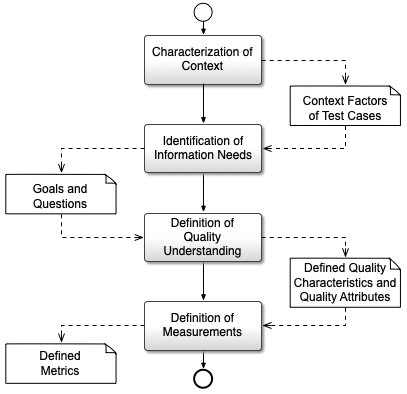 Characterization of
Context
Context Factors
of Test Cases
Identification of
Information Needs
Goals and
Questions
Definition of
Quality
Understanding
Defined Quality
Characteristics and
Quality Attributes
Definition of
Measurements
Defined
Metrics